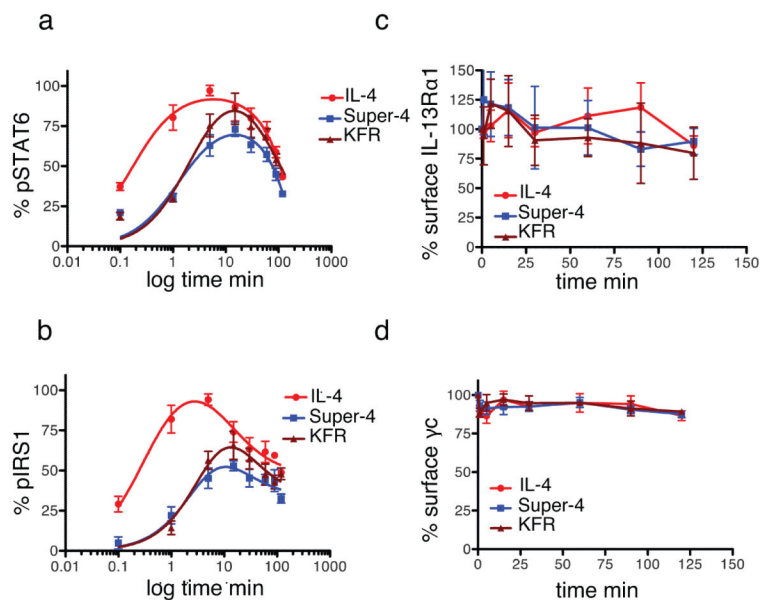 a
% pSTAT6
100
75
50
25
0
0.01 0.1 1 10 100 1000
log time min
IL-4
Super-4
KFR
c
% surface IL-13Rα1
150
125
100
75
50
25
0
0 25 50 75 100 125 150
time min
IL-4
Super-4
KFR
b
% pIRS1
100
75
50
25
0
0.01 0.1 1 10 100 1000
log time min
IL-4
Super-4
KFR
d
% surface γc
100
75
50
25
0
0 25 50 75 100 125 150
time min
IL-4
Super-4
KFR